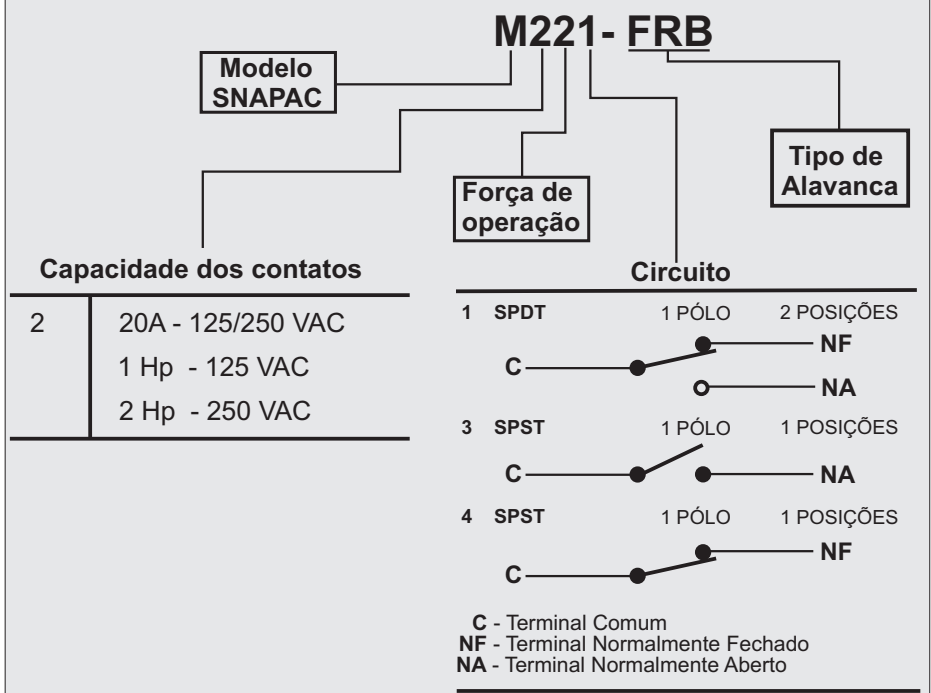 M221- FRB
Modelo
SNAPAC
Tipo de
Alavanca
Força de
operação
Capacidade dos contatos
2 20A - 125/250 VAC
1 Hp - 125 VAC
2 Hp - 250 VAC
Circuito
1 SPDT 1 PÓLO 2 POSIÇÕES
NF
C
NA
3 SPST 1 PÓLO 1 POSIÇÕES
C NA
4 SPST 1 PÓLO 1 POSIÇÕES
NF
C
C - Terminal Comum
NF - Terminal Normalmente Fechado
NA - Terminal Normalmente Aberto